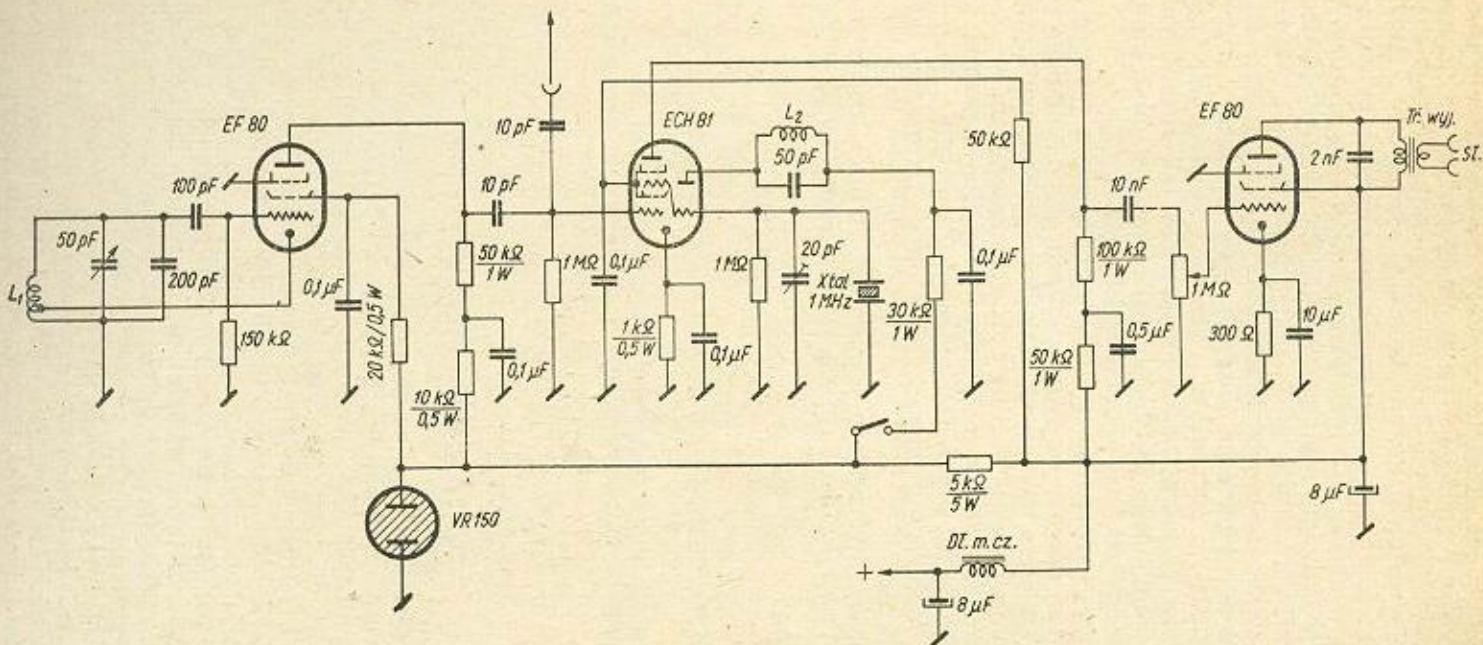 EF 80
100 pF
50 pF
200 pF
L1
150 kΩ
0,1 μF
20 kΩ/0,5 W
10 pF
50 kΩ
1 W
10 kΩ
0,5 W
0,1 μF
VR 150
10 pF
1 MΩ
0,1 μF
ECH 81
1 kΩ
0,5 W
0,1 μF
L2
50 pF
1 MΩ
20 pF
Xtal
1 MHz
30 kΩ
1 W
0,1 μF
50 kΩ
5 kΩ
5 W
Dł. m.cz.
+
8 μF
10 nF
100 kΩ
1 W
50 kΩ
1 W
0,5 μF
1 MΩ
EF 80
300 Ω
10 μF
2 nF
Tr. wyj.
Sł.
8 μF